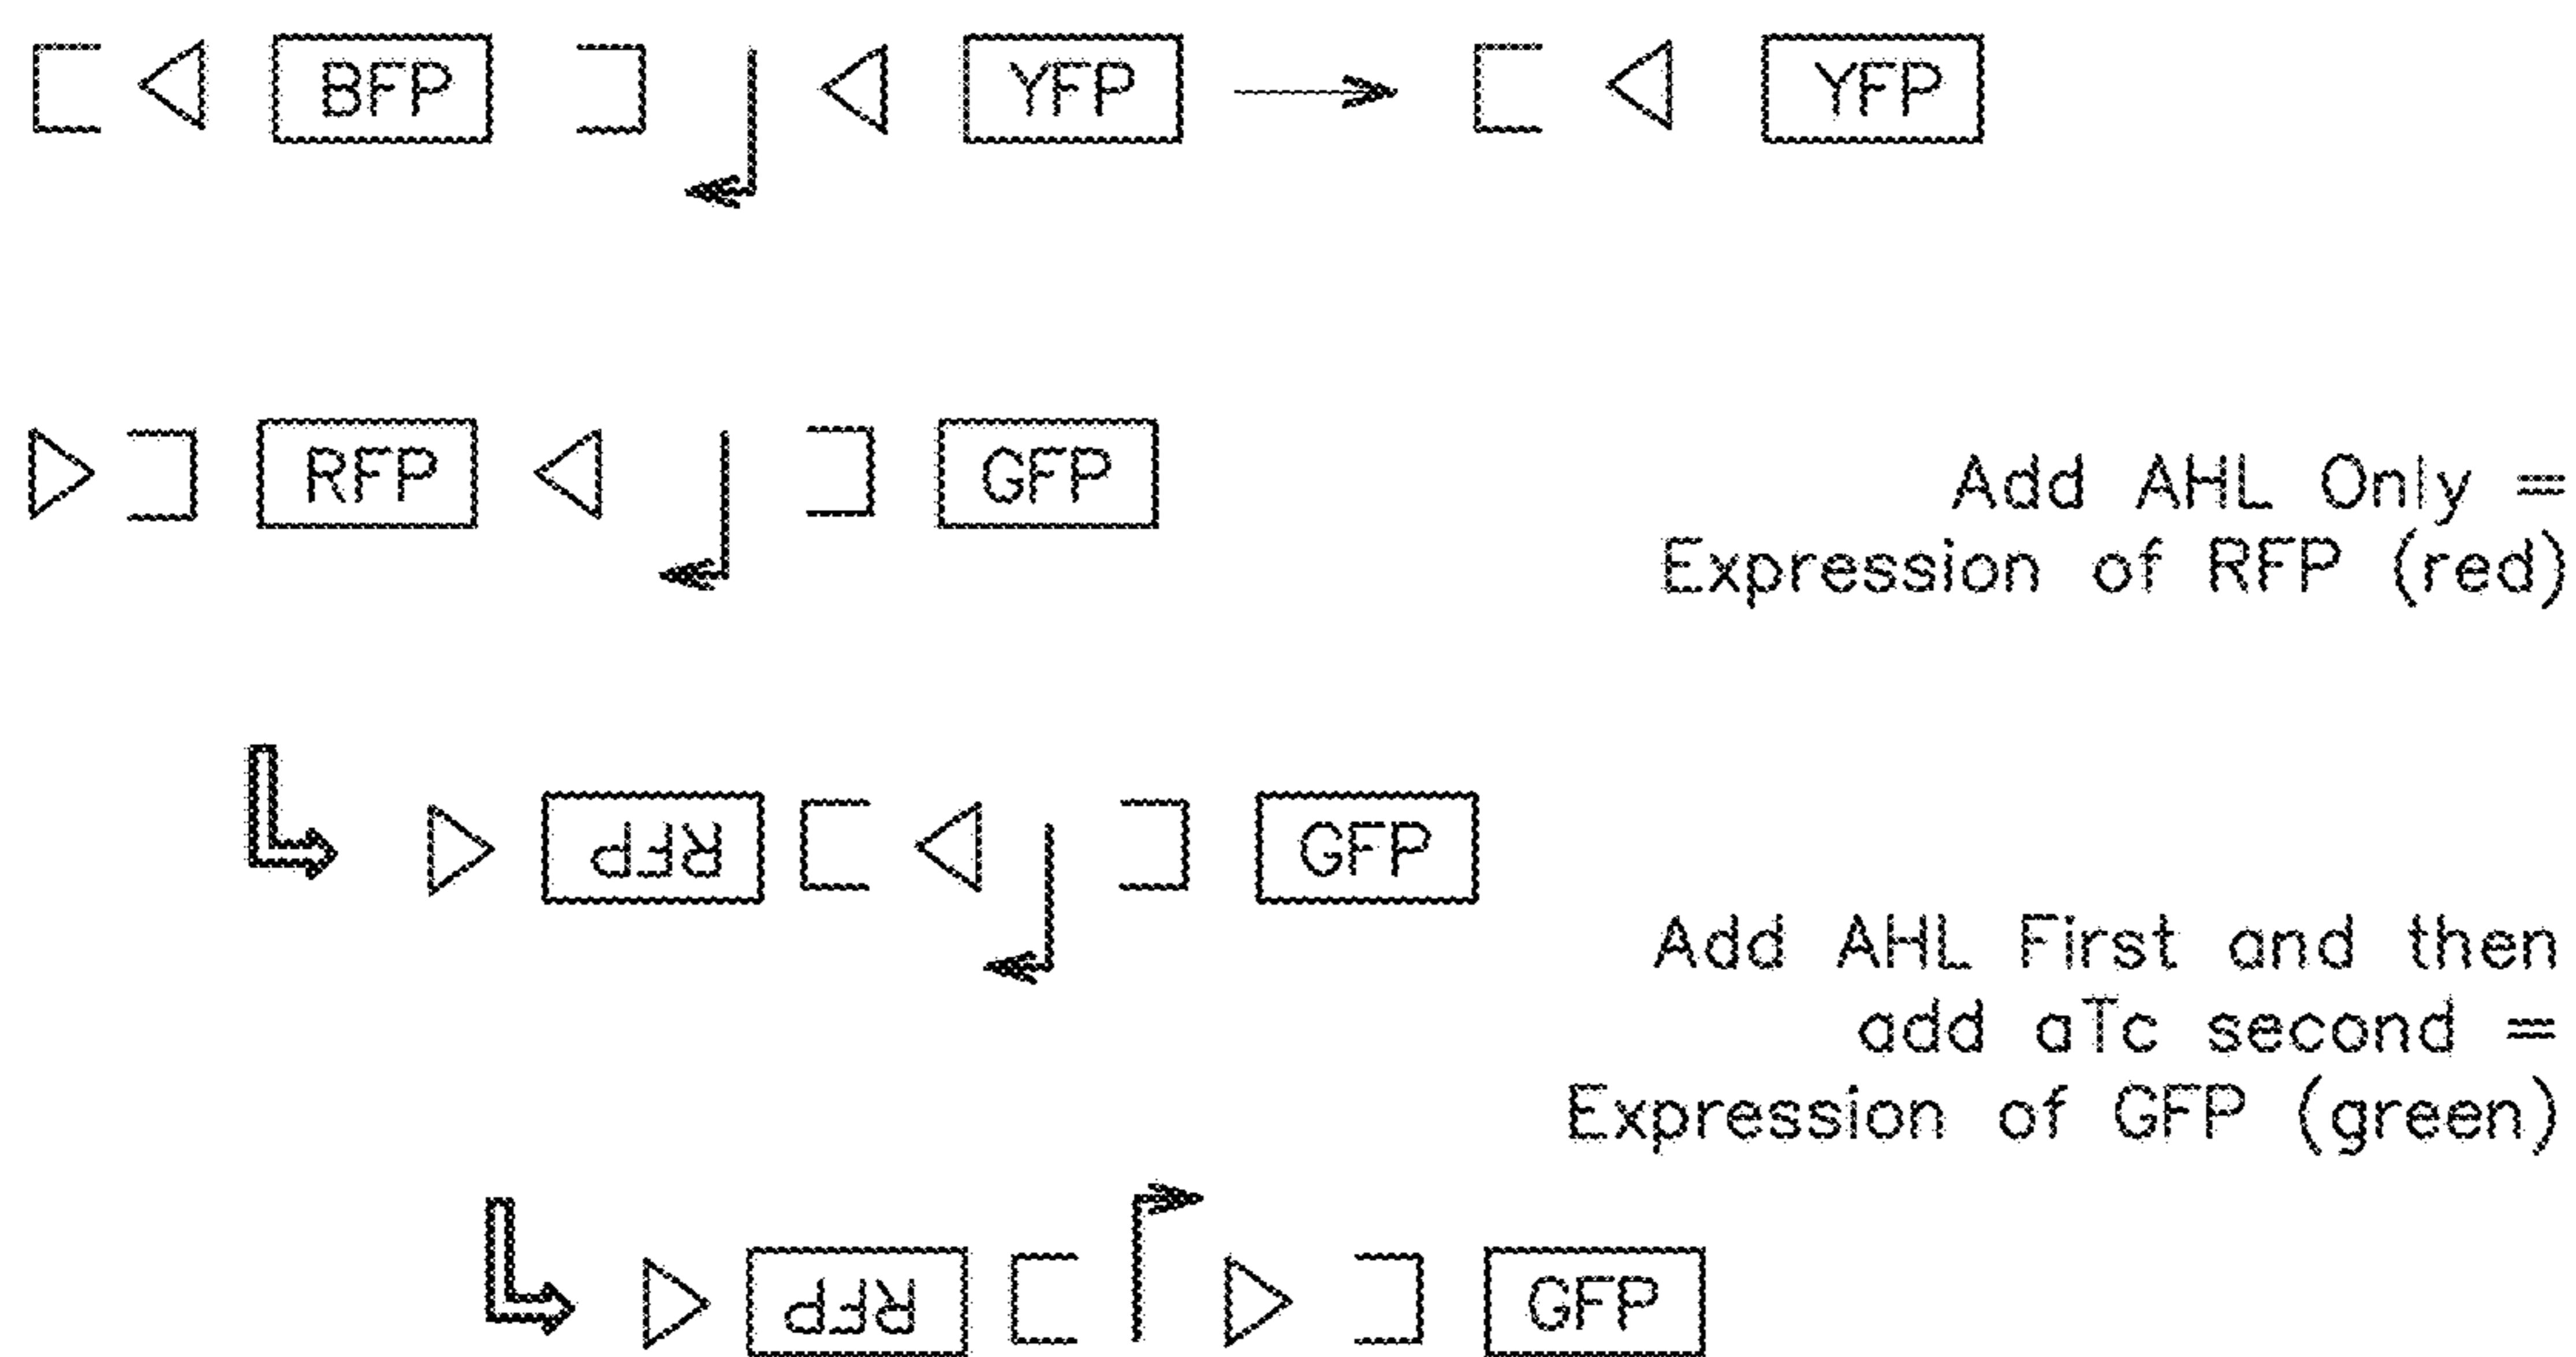 BFP YFP YFP
RFP GFP
Add AHL Only =
Expression of RFP (red)
RFP GFP
Add AHL First and then
add aTc second =
Expression of GFP (green)
RFP GFP